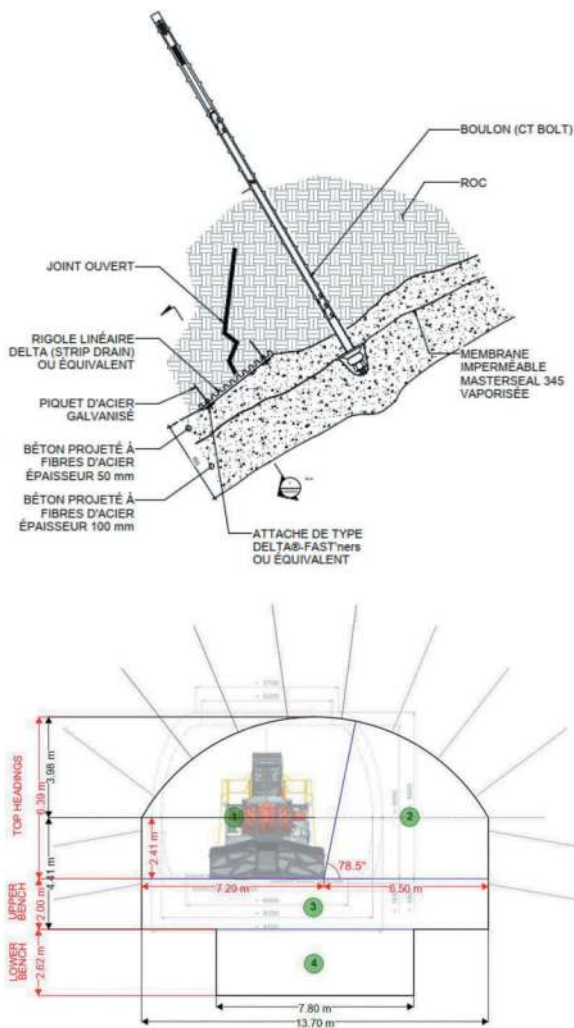 BOULON (CT BOLT)
ROC
JOINT OUVERT
RIGOLE LINÉAIRE
DELTA (STRIP DRAIN)
OU ÉQUIVALENT
PIQUET D'ACIER
GALVANISÉ
BÉTON PROJETÉ À
FIBRES D'ACIER
ÉPAISSEUR 50 mm
BÉTON PROJETÉ À
FIBRES D'ACIER
ÉPAISSEUR 100 mm
MEMBRANE
IMPERMÉABLE
MASTERSEAL 345
VAPORISÉE
ATTACHE DE TYPE
DELTA®-FAST'ners
OU ÉQUIVALENT
TOP HEADINGS
6.39 m
3.98 m
1
2
2.41 m
4.41 m
78.5°
7.20 m
6.50 m
UPPER
BENCH
2.00 m
3
LOWER
BENCH
2.62 m
4
7.80 m
13.70 m